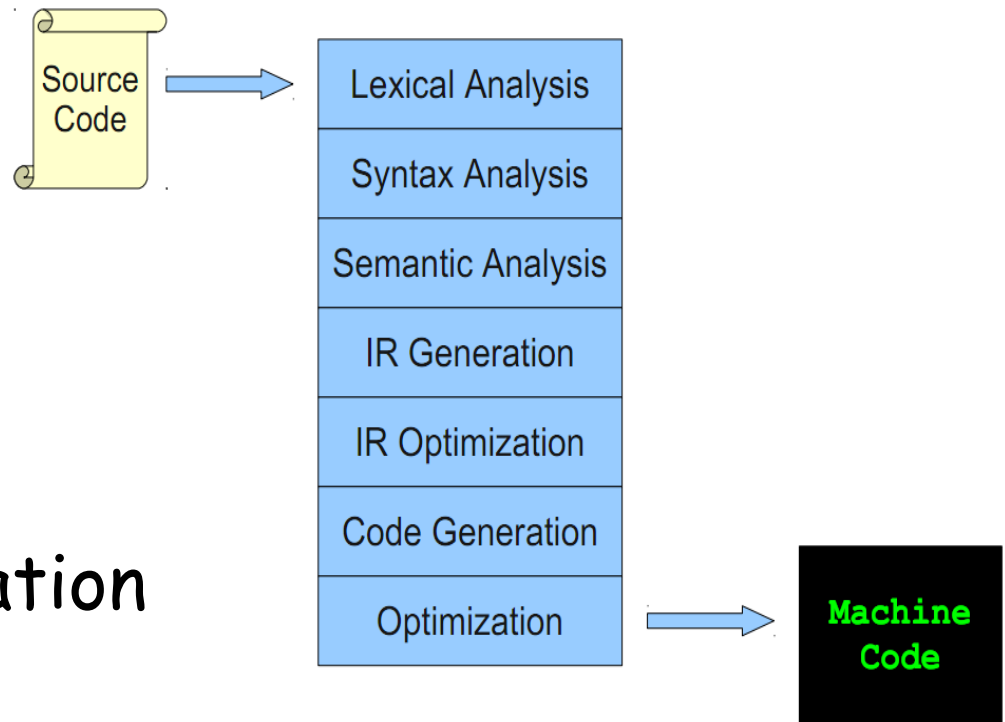 Source
Code
Lexical Analysis
Syntax Analysis
Semantic Analysis
IR Generation
IR Optimization
Code Generation
ation
Optimization
Machine
Code